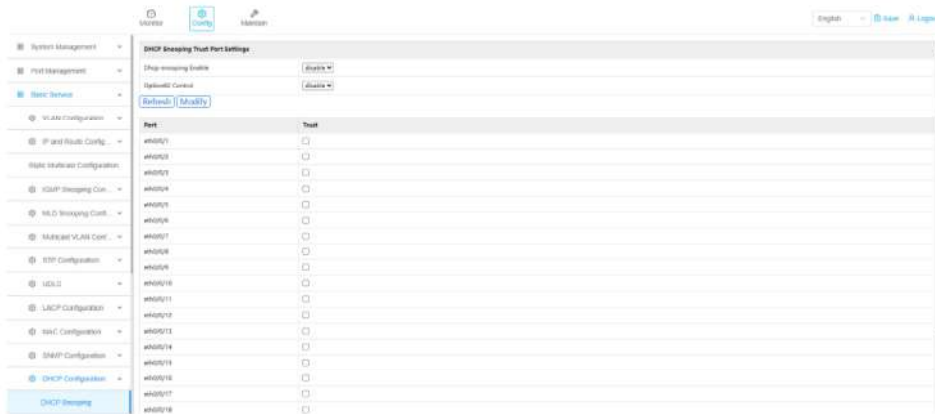 Monitor Config Maintain English Save Logout
System Management
DHCP Snooping Trust Port Settings
Port Management
Dhcp snooping Enable disable
Basic Service
Option82 Control disable
Refresh Modify
VLAN Configuration
Port Trust
IP and Route Config...
eth0/0/1
eth0/0/2
Static Multicast Configuration
eth0/0/3
IGMP Snooping Con...
eth0/0/4
eth0/0/5
MLD Snooping Confi...
eth0/0/6
Multicast VLAN Conf...
eth0/0/7
eth0/0/8
STP Configuration
eth0/0/9
UDLD
eth0/0/10
LACP Configuration
eth0/0/11
eth0/0/12
MAC Configuration
eth0/0/13
SNMP Configuration
eth0/0/14
eth0/0/15
DHCP Configuration
eth0/0/16
DHCP Snooping
eth0/0/17
eth0/0/18